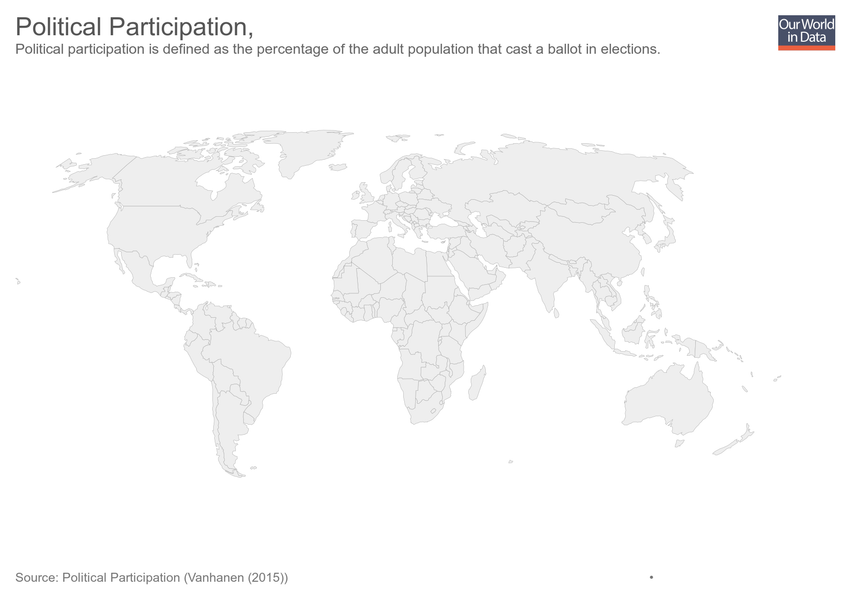 Political Participation,
Political participation is defined as the percentage of the adult population that cast a ballot in elections.
Our World
in Data
Source: Political Participation (Vanhanen (2015))
•